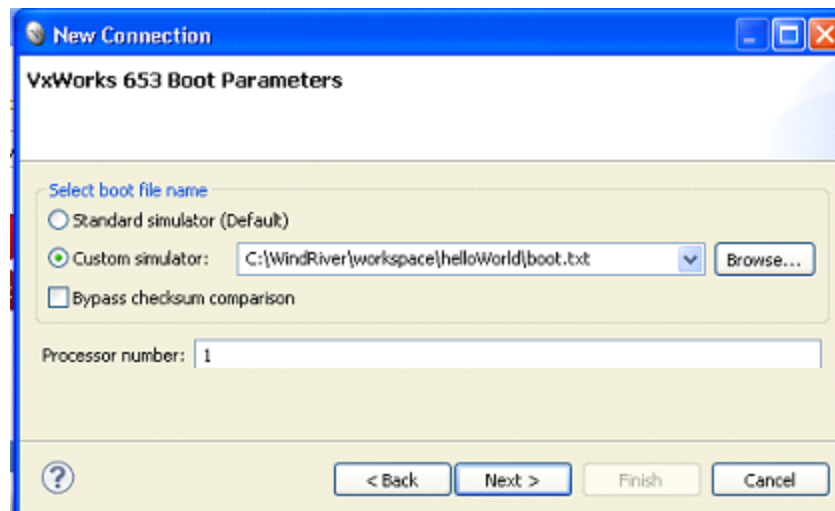 New Connection
VxWorks 653 Boot Parameters
Select boot file name
Standard simulator (Default)
Custom simulator: C:\WindRiver\workspace\helloWorld\boot.txt Browse...
Bypass checksum comparison
Processor number: 1
? < Back Next > Finish Cancel